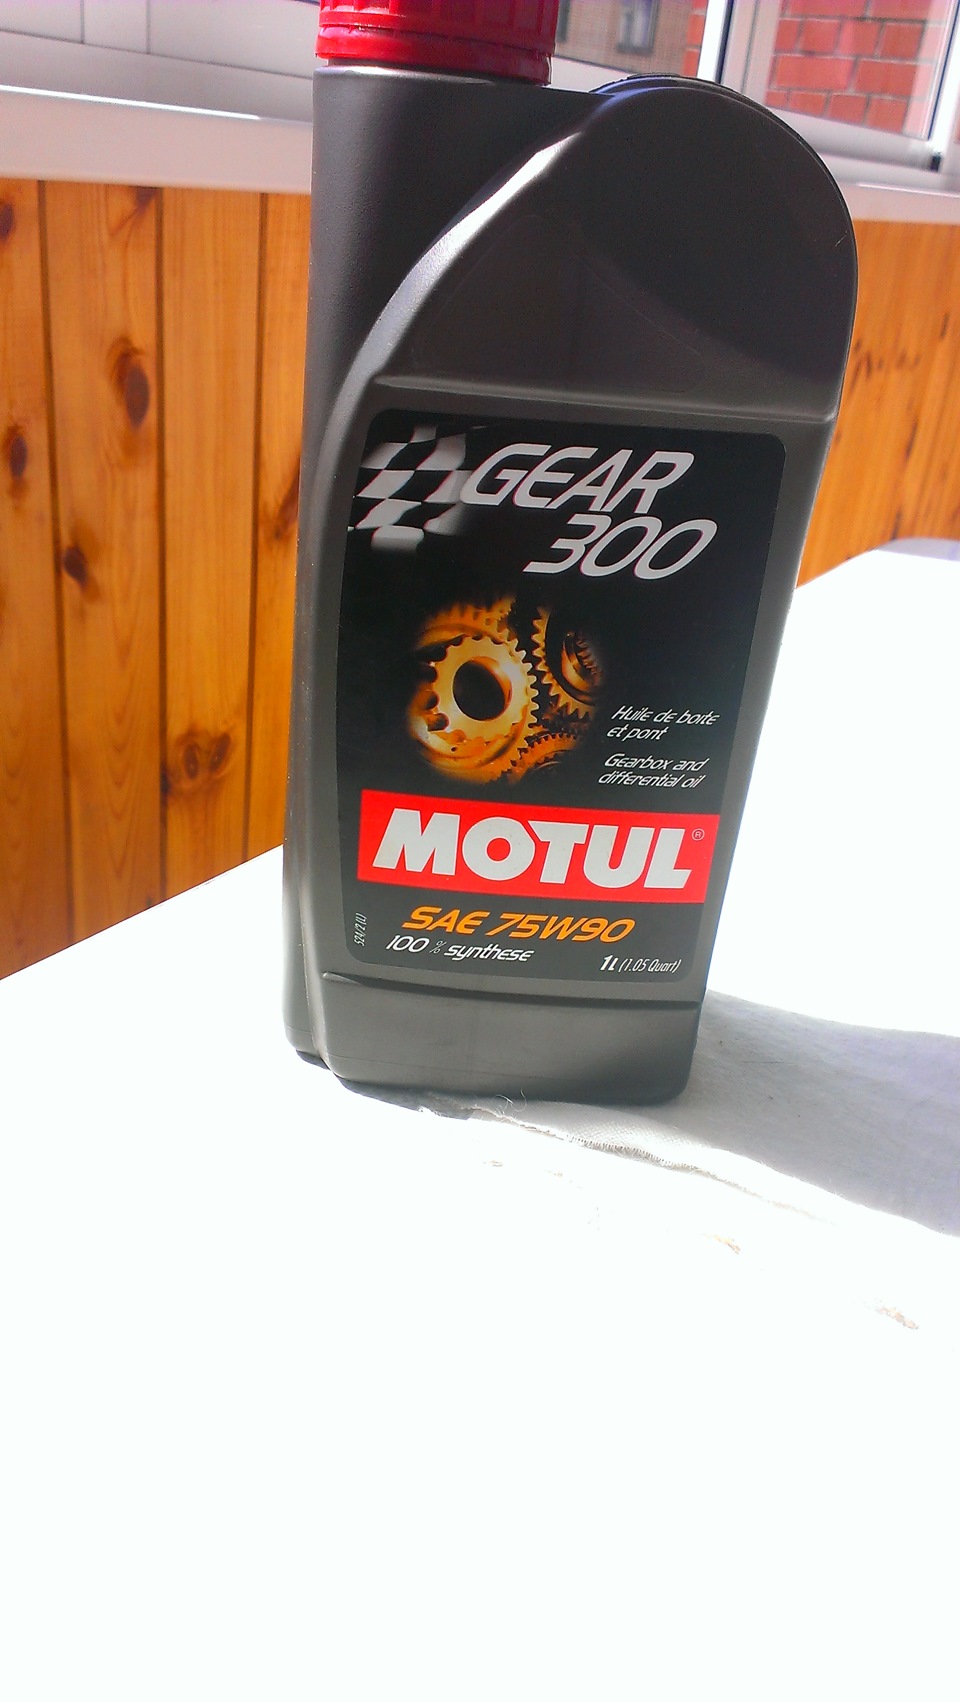 GEAR
300
Huile de boîte
et pont
Gearbox and
differential oil
MOTUL®
SAE 75W90
100 % synthese
1L (1.05 Quart)